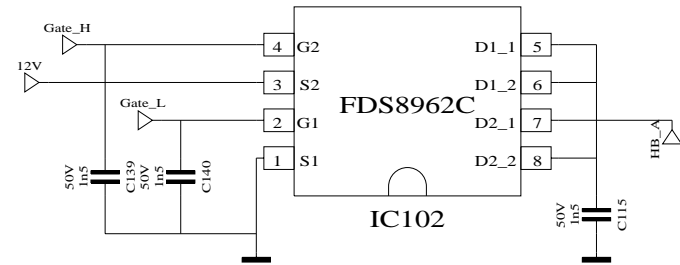 Gate_H
12V
Gate_L
4 G2
3 S2
2 G1
1 S1
D1_1 5
D1_2 6
D2_1 7
D2_2 8
FDS8962C
IC102
HB_A
50V
1n5
C139
50V
1n5
C140
50V
1n5
C115